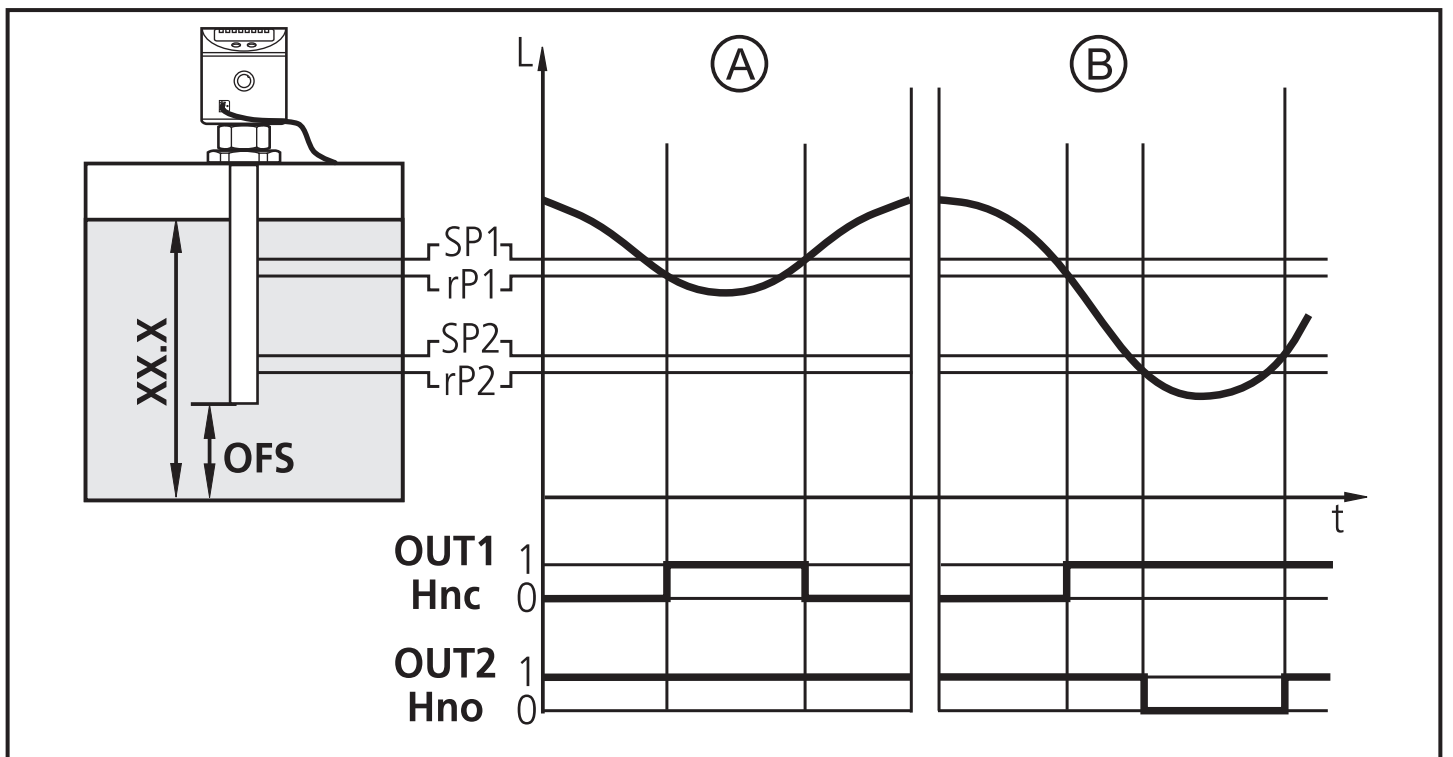 L
A
B
SP1
rP1
SP2
rP2
XX.X
OFS
t
OUT1 1
Hnc 0
OUT2 1
Hno 0